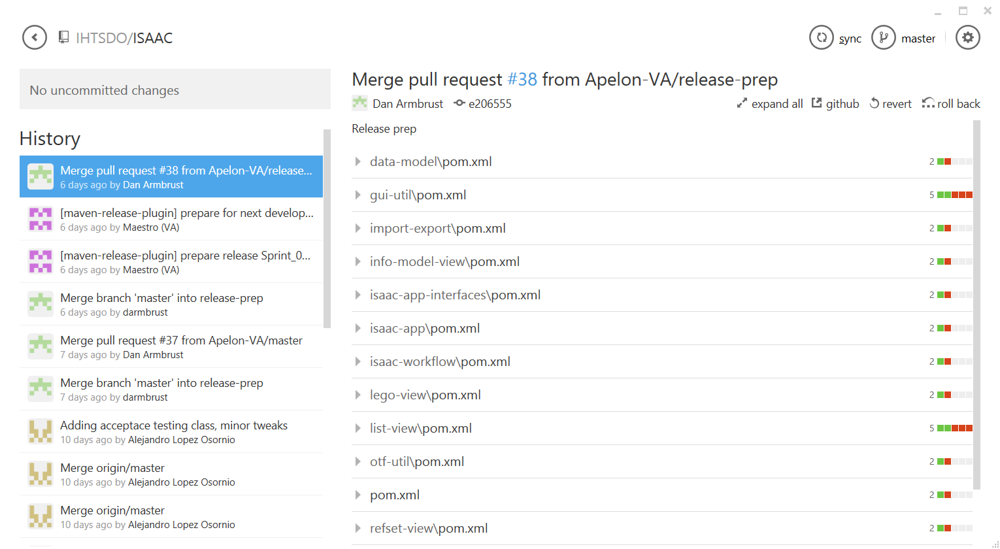 IHTSDO/ISAAC
sync
master
No uncommitted changes
History
Merge pull request #38 from Apelon-VA/release...
6 days ago by Dan Armbrust
[maven-release-plugin] prepare for next develop...
6 days ago by Maestro (VA)
[maven-release-plugin] prepare release Sprint_0...
6 days ago by Maestro (VA)
Merge branch 'master' into release-prep
6 days ago by darmbrust
Merge pull request #37 from Apelon-VA/master
7 days ago by Dan Armbrust
Merge branch 'master' into release-prep
7 days ago by darmbrust
Adding acceptace testing class, minor tweaks
10 days ago by Alejandro Lopez Osornio
Merge origin/master
10 days ago by Alejandro Lopez Osornio
Merge origin/master
10 days ago by Alejandro Lopez Osornio
Merge pull request #38 from Apelon-VA/release-prep
Dan Armbrust e206555
expand all github revert roll back
Release prep
data-model\pom.xml 2
gui-util\pom.xml 5
import-export\pom.xml 2
info-model-view\pom.xml 2
isaac-app-interfaces\pom.xml 2
isaac-app\pom.xml 2
isaac-workflow\pom.xml 2
lego-view\pom.xml 2
list-view\pom.xml 5
otf-util\pom.xml 2
pom.xml 2
refset-view\pom.xml 2